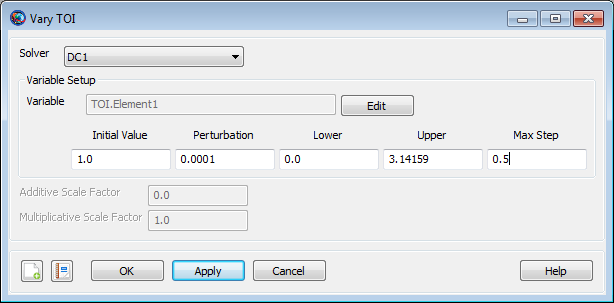 Vary TOI
Solver DC1
Variable Setup
Variable TOI.Element1 Edit
Initial Value Perturbation Lower Upper Max Step
1.0 0.0001 0.0 3.14159 0.5
Additive Scale Factor 0.0
Multiplicative Scale Factor 1.0
OK Apply Cancel Help